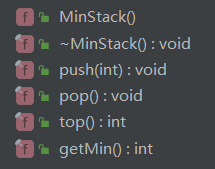 f MinStack()
f ~MinStack() : void
f push(int) : void
f pop() : void
f top() : int
f getMin() : int